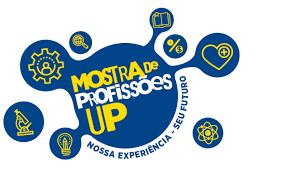 MOSTRA DE
PROFISSÕES
UP
NOSSA EXPERIÊNCIA - SEU FUTURO